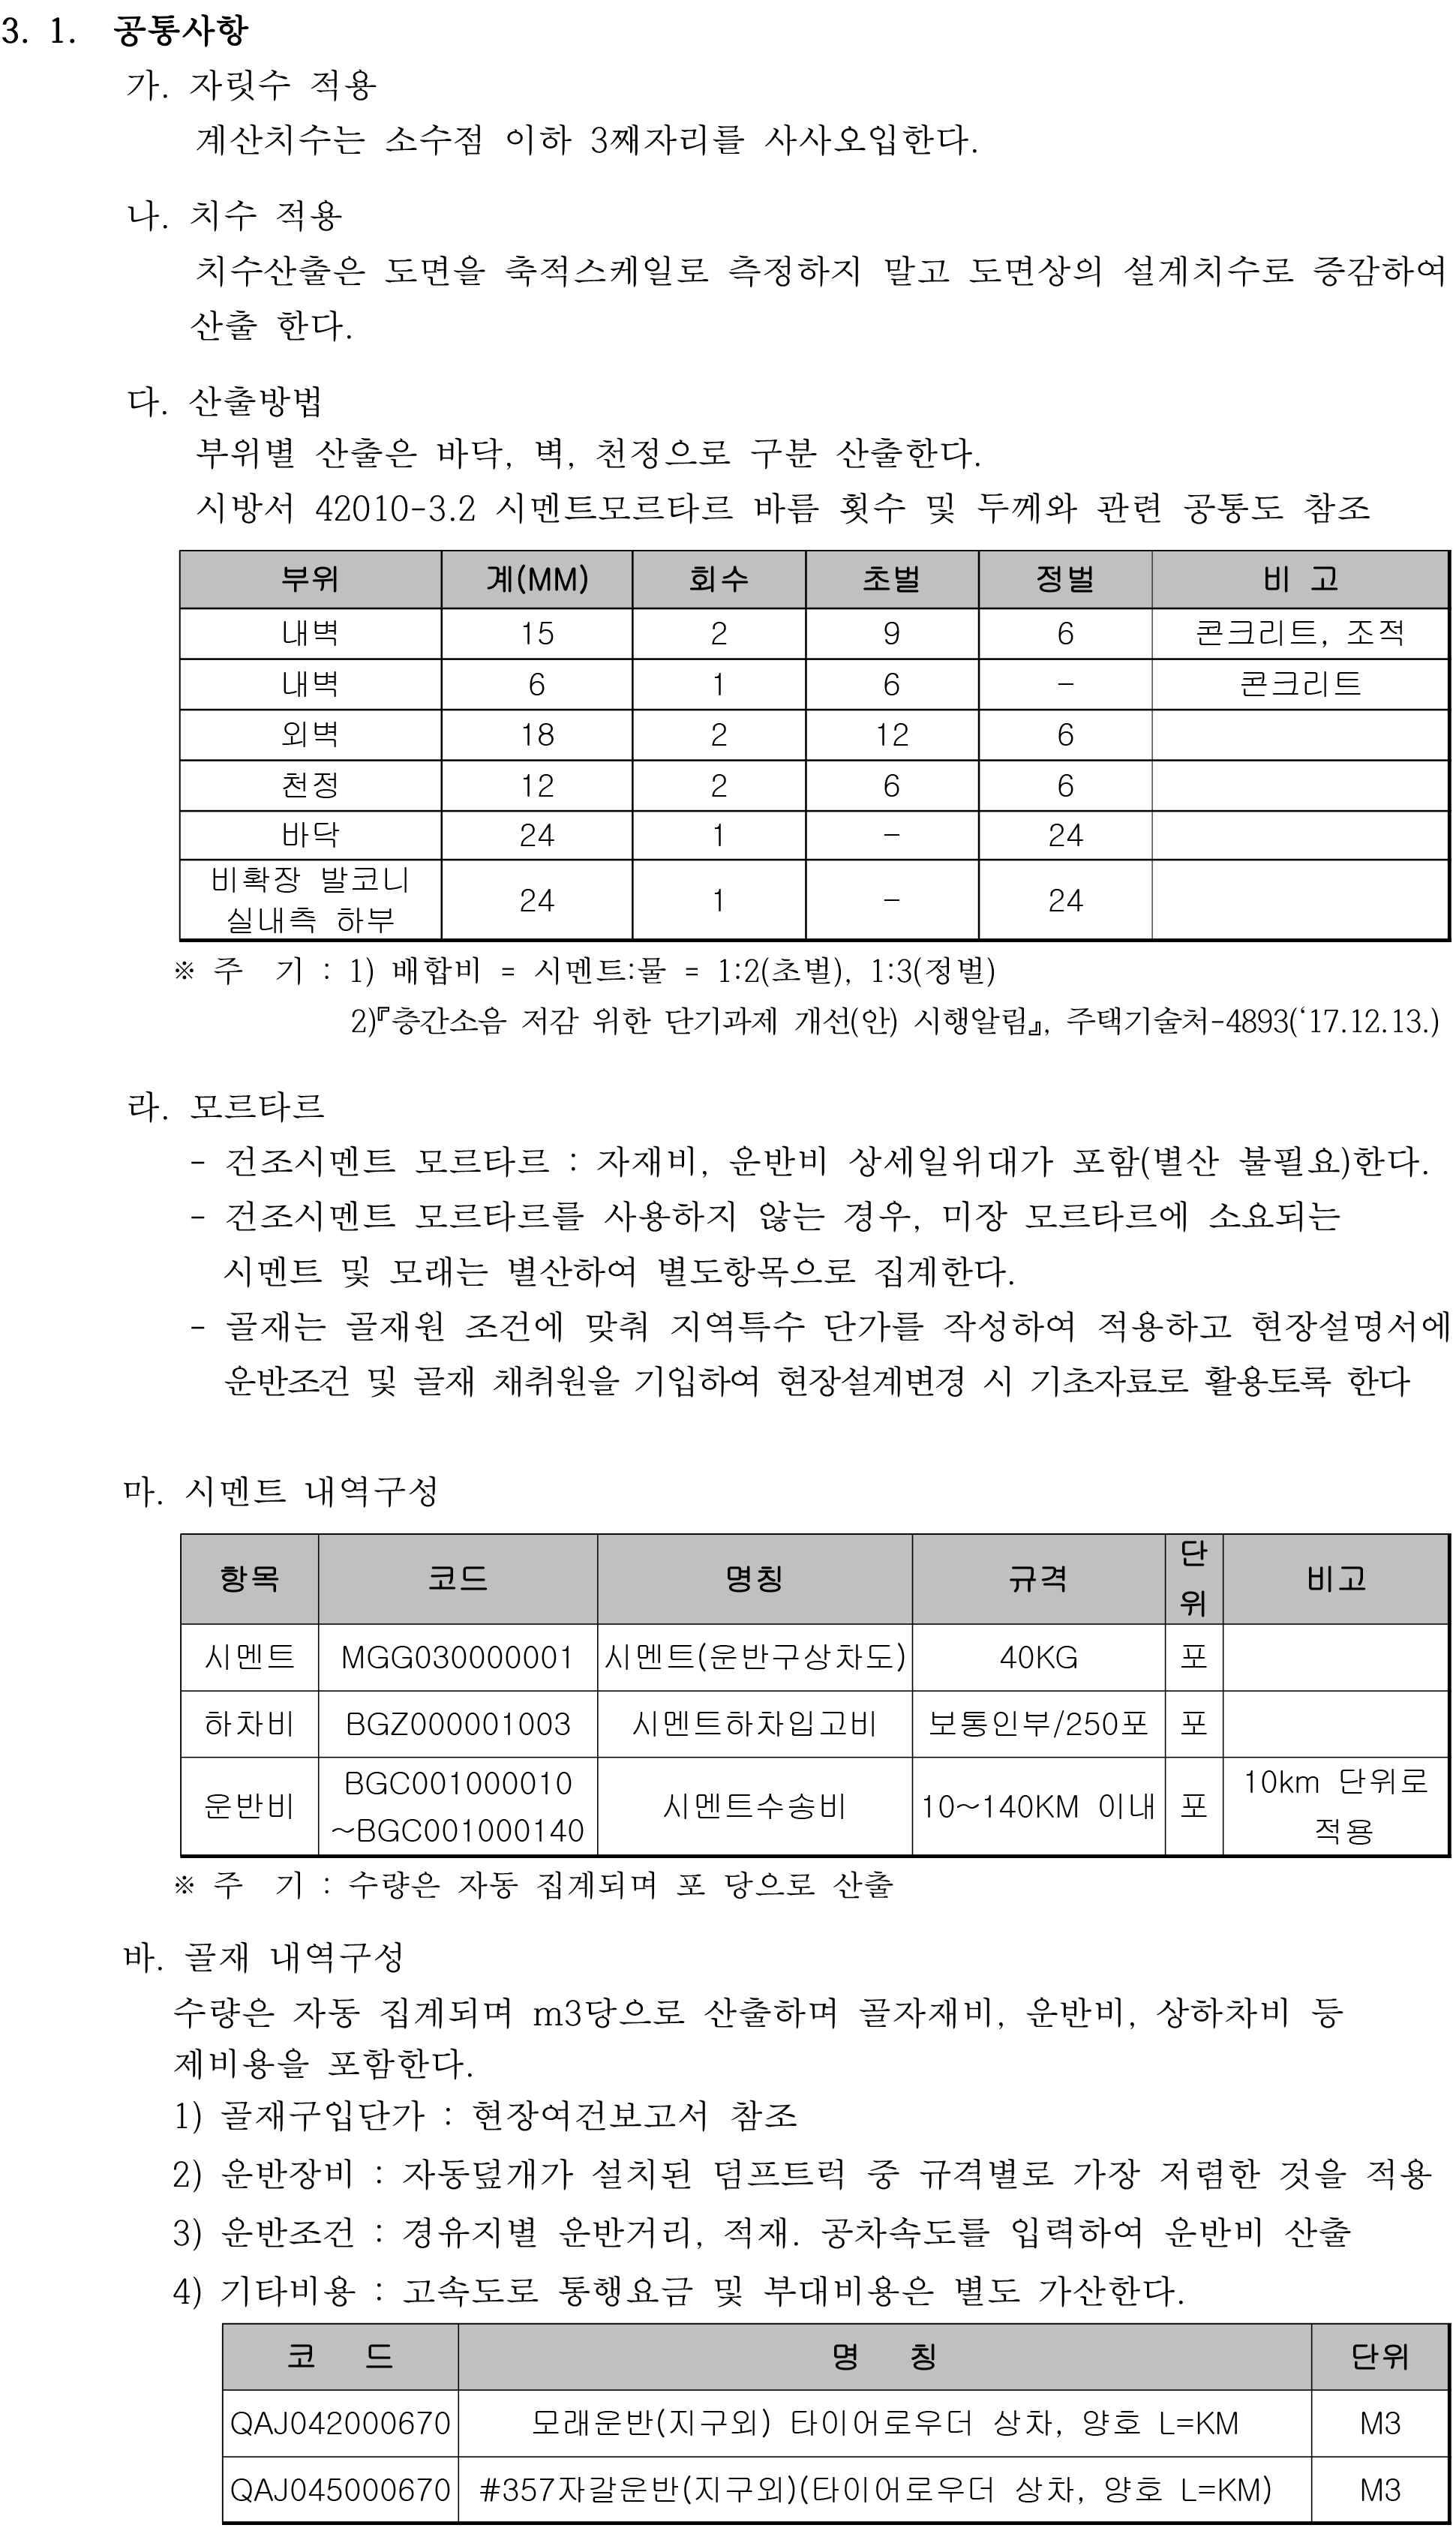 3. 1. 공통사항
가. 자릿수 적용
계산치수는 소수점 이하 3째자리를 사사오입한다.
나. 치수 적용
치수산출은 도면을 축적스케일로 측정하지 말고 도면상의 설계치수로 증감하여
산출 한다.
다. 산출방법
부위별 산출은 바닥, 벽, 천정으로 구분 산출한다.
시방서 42010-3.2 시멘트모르타르 바름 횟수 및 두께와 관련 공통도 참조
부위 계(MM) 회수 초벌 정벌 비 고
내벽 15 2 9 6 콘크리트, 조적
내벽 6 1 6 - 콘크리트
외벽 18 2 12 6
천정 12 2 6 6
바닥 24 1 - 24
비확장 발코니
실내측 하부 24 1 - 24
※ 주 기 : 1) 배합비 = 시멘트:물 = 1:2(초벌), 1:3(정벌)
2)『층간소음 저감 위한 단기과제 개선(안) 시행알림』, 주택기술처-4893(‘17.12.13.)
라. 모르타르
- 건조시멘트 모르타르 : 자재비, 운반비 상세일위대가 포함(별산 불필요)한다.
- 건조시멘트 모르타르를 사용하지 않는 경우, 미장 모르타르에 소요되는
시멘트 및 모래는 별산하여 별도항목으로 집계한다.
- 골재는 골재원 조건에 맞춰 지역특수 단가를 작성하여 적용하고 현장설명서에
운반조건 및 골재 채취원을 기입하여 현장설계변경 시 기초자료로 활용토록 한다
마. 시멘트 내역구성
항목 코드 명칭 규격 단위 비고
시멘트 MGG030000001 시멘트(운반구상차도) 40KG 포
하차비 BGZ000001003 시멘트하차입고비 보통인부/250포 포
운반비 BGC001000010
~BGC001000140 시멘트수송비 10~140KM 이내 포 10km 단위로
적용
※ 주 기 : 수량은 자동 집계되며 포 당으로 산출
바. 골재 내역구성
수량은 자동 집계되며 m3당으로 산출하며 골자재비, 운반비, 상하차비 등
제비용을 포함한다.
1) 골재구입단가 : 현장여건보고서 참조
2) 운반장비 : 자동덮개가 설치된 덤프트럭 중 규격별로 가장 저렴한 것을 적용
3) 운반조건 : 경유지별 운반거리, 적재. 공차속도를 입력하여 운반비 산출
4) 기타비용 : 고속도로 통행요금 및 부대비용은 별도 가산한다.
코 드 명 칭 단위
QAJ042000670 모래운반(지구외) 타이어로우더 상차, 양호 L=KM M3
QAJ045000670 #357자갈운반(지구외)(타이어로우더 상차, 양호 L=KM) M3